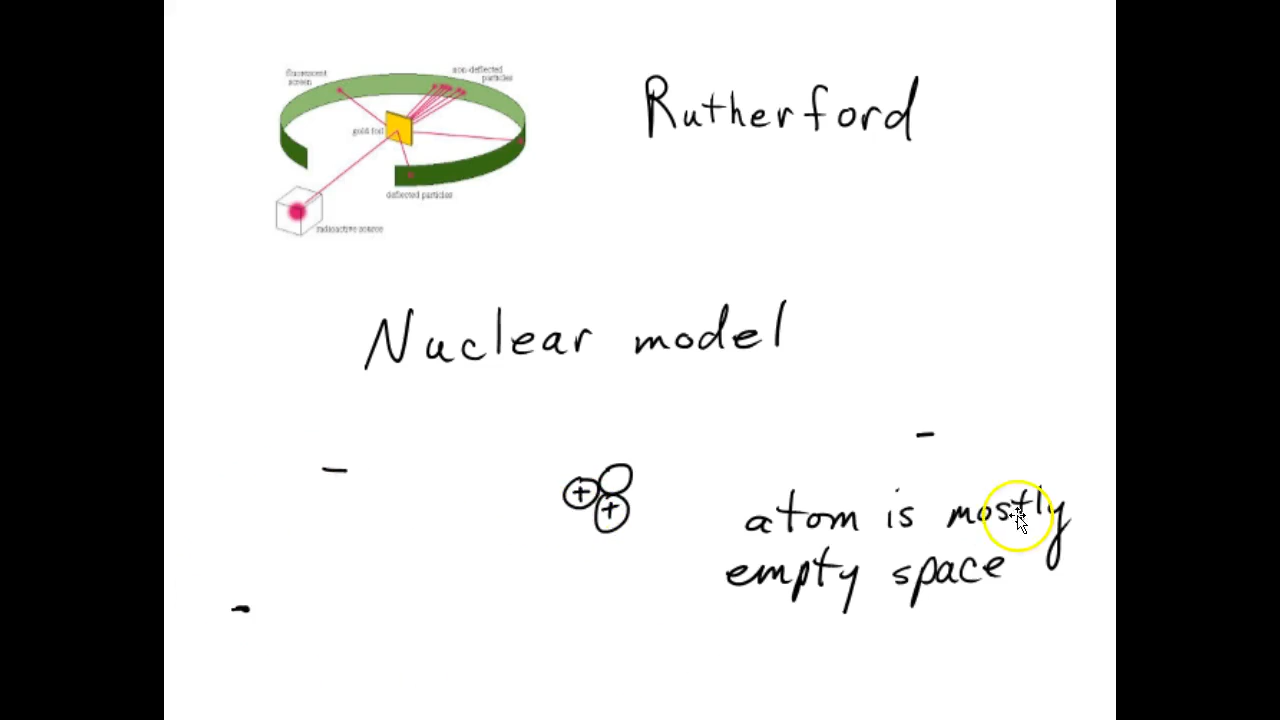 fluorescent
screen
non-deflected
particles
Rutherford
gold foil
deflected particles
radioactive source
Nuclear model
-
-
+
+
atom is mostly
empty space
-